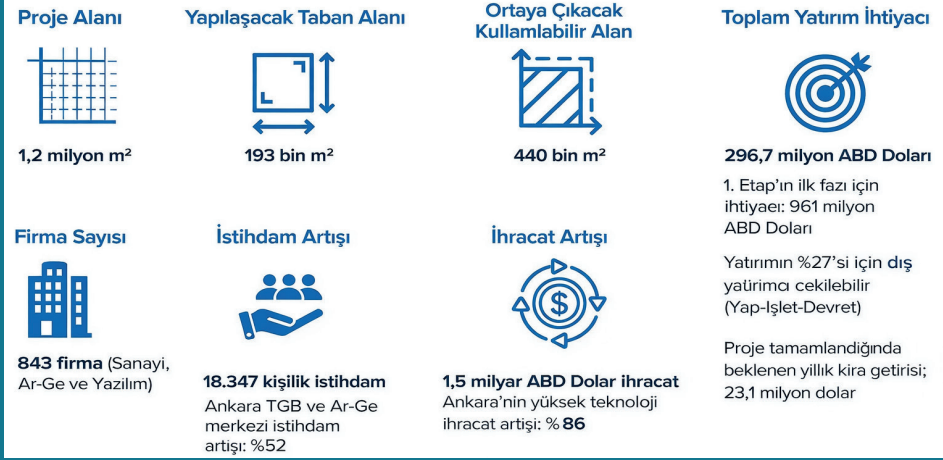 Proje Alanı
1,2 milyon m²
Yapılaşacak Taban Alanı
193 bin m²
Ortaya Çıkacak
Kullamlabilir Alan
440 bin m²
Toplam Yatırım İhtiyacı
296,7 milyon ABD Doları
1. Etap'ın ilk fazı için
ihtiyaeı: 961 milyon
ABD Doları
Yatırımın %27'si için dış
yaürimcı cekilebilir
(Yap-Işlet-Devret)
Proje tamamlandiğında
beklenen yıllık kira getirisi;
23,1 milyon dolar
Firma Sayısı
843 firma (Sanayi,
Ar-Ge ve Yazilım)
İstihdam Artışı
18.347 kişilik istihdam
Ankara TGB ve Ar-Ge
merkezi istihdam
artışı: %52
İhracat Artışı
$
1,5 milyar ABD Dolar ihracat
Ankara'nin yüksek teknoloji
ihracat artişi: %86